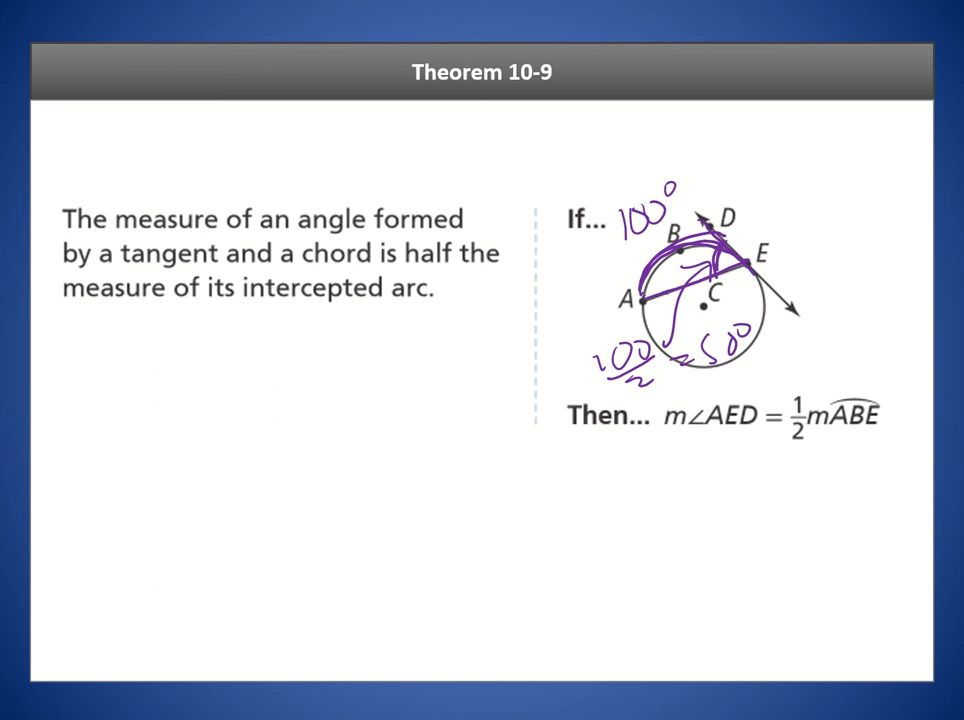 Theorem 10-9
The measure of an angle formed
by a tangent and a chord is half the
measure of its intercepted arc.
If...
100°
D
B
E
A
C
100/2 = 50°
Then... m∠AED = 1/2 mABE